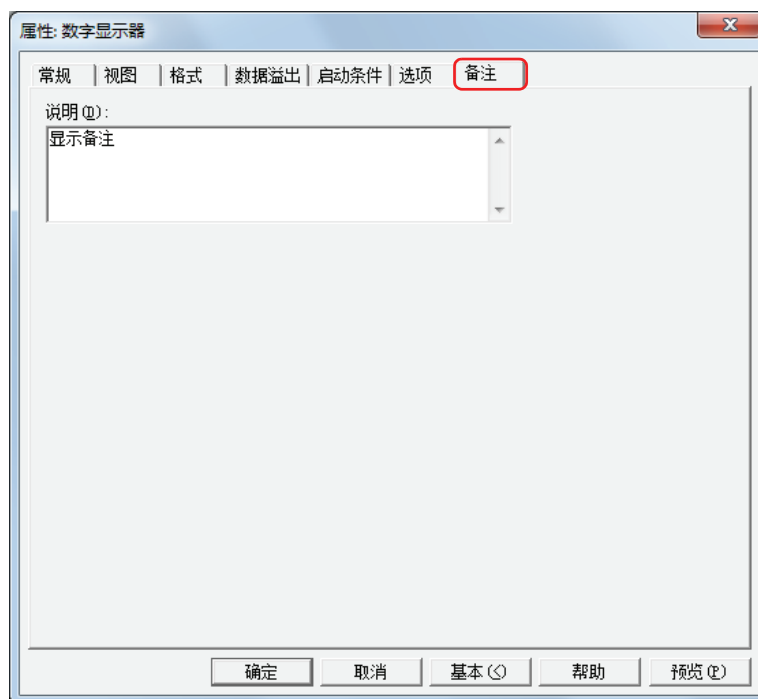 属性: 数字显示器
常规 视图 格式 数据溢出 启动条件 选项 备注
说明(D):
显示备注
确定 取消 基本(<) 帮助 预览(P)